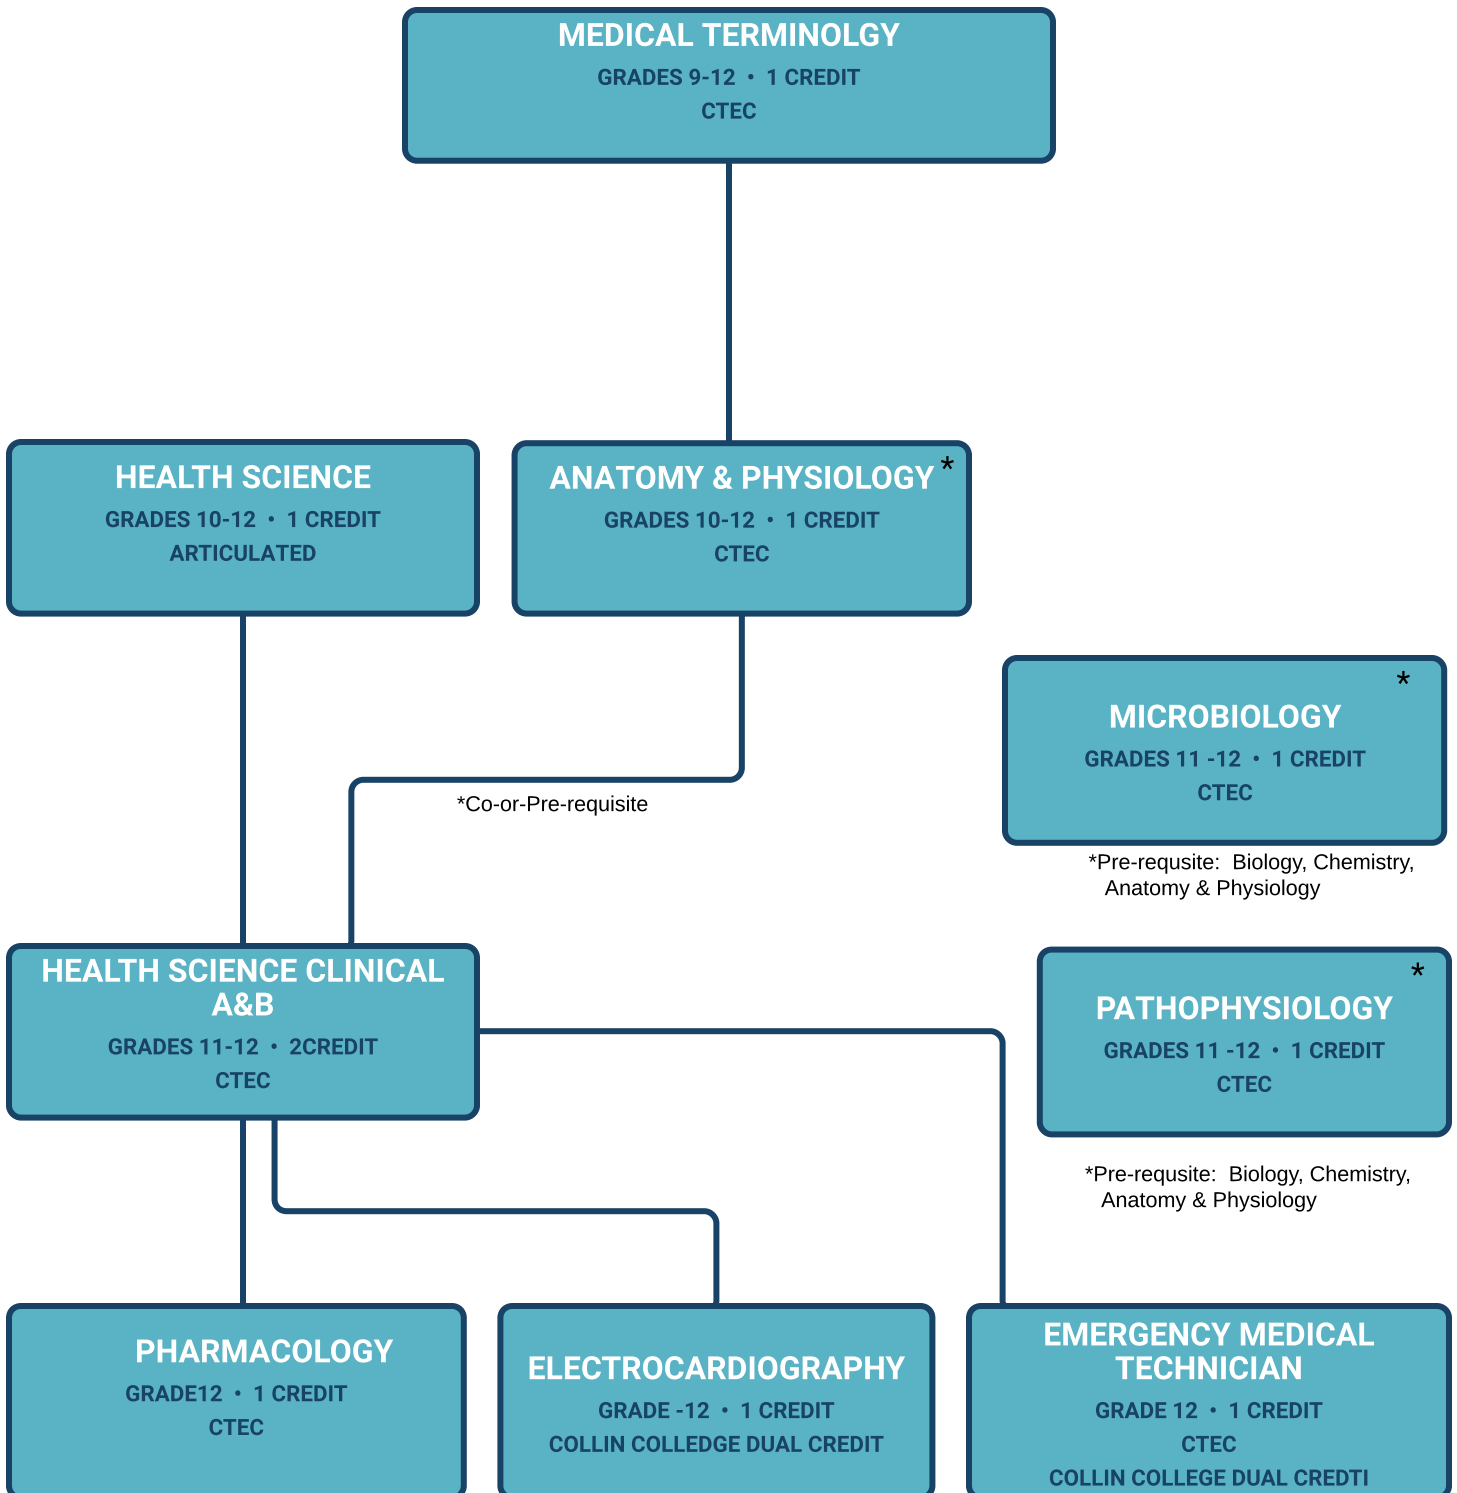 MEDICAL TERMINOLGY
GRADES 9-12 • 1 CREDIT
CTEC
HEALTH SCIENCE
GRADES 10-12 • 1 CREDIT
ARTICULATED
ANATOMY & PHYSIOLOGY *
GRADES 10-12 • 1 CREDIT
CTEC
*
MICROBIOLOGY
GRADES 11 -12 • 1 CREDIT
CTEC
*Co-or-Pre-requisite
*Pre-requsite: Biology, Chemistry,
Anatomy & Physiology
HEALTH SCIENCE CLINICAL
A&B
GRADES 11-12 • 2CREDIT
CTEC
*
PATHOPHYSIOLOGY
GRADES 11 -12 • 1 CREDIT
CTEC
*Pre-requsite: Biology, Chemistry,
Anatomy & Physiology
PHARMACOLOGY
GRADE12 • 1 CREDIT
CTEC
ELECTROCARDIOGRAPHY
GRADE -12 • 1 CREDIT
COLLIN COLLEDGE DUAL CREDIT
EMERGENCY MEDICAL
TECHNICIAN
GRADE 12 • 1 CREDIT
CTEC
COLLIN COLLEGE DUAL CREDTI